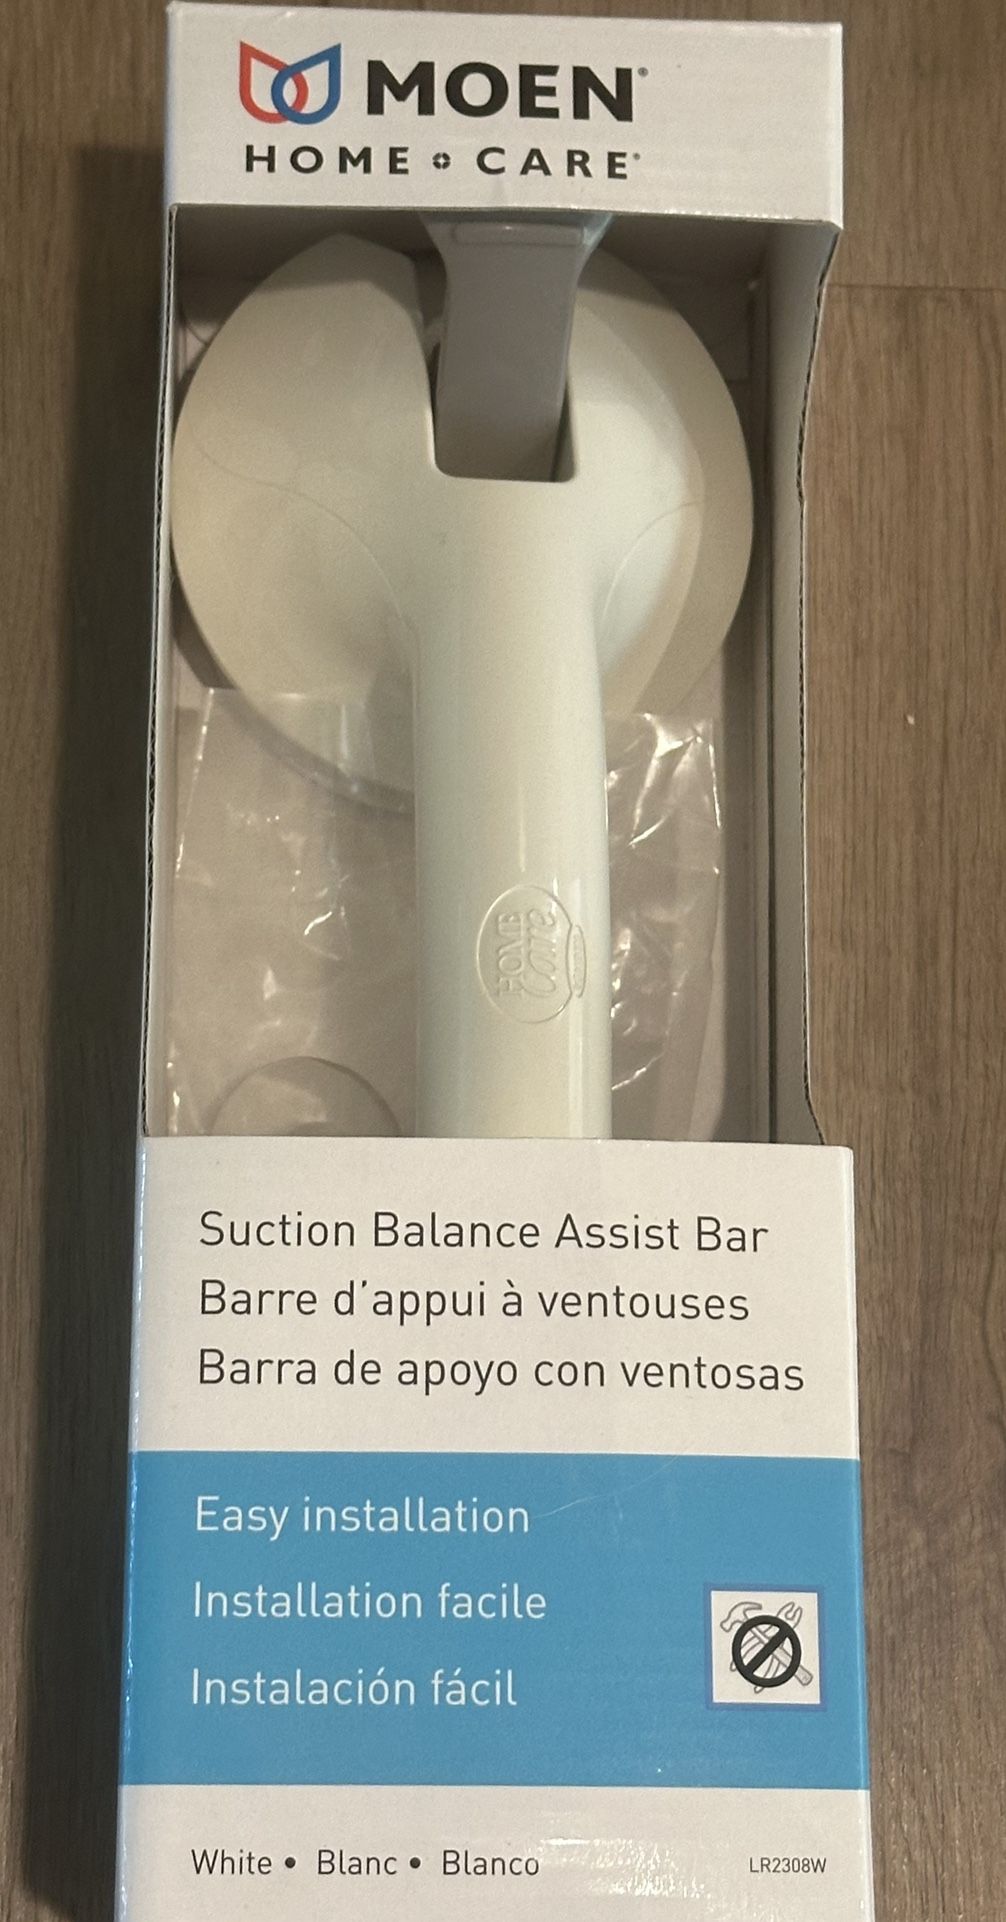 MOEN®
HOME CARE®
HOME
Care
Suction Balance Assist Bar
Barre d'appui à ventouses
Barra de apoyo con ventosas
Easy installation
Installation facile
Instalación fácil
White • Blanc • Blanco
LR2308W